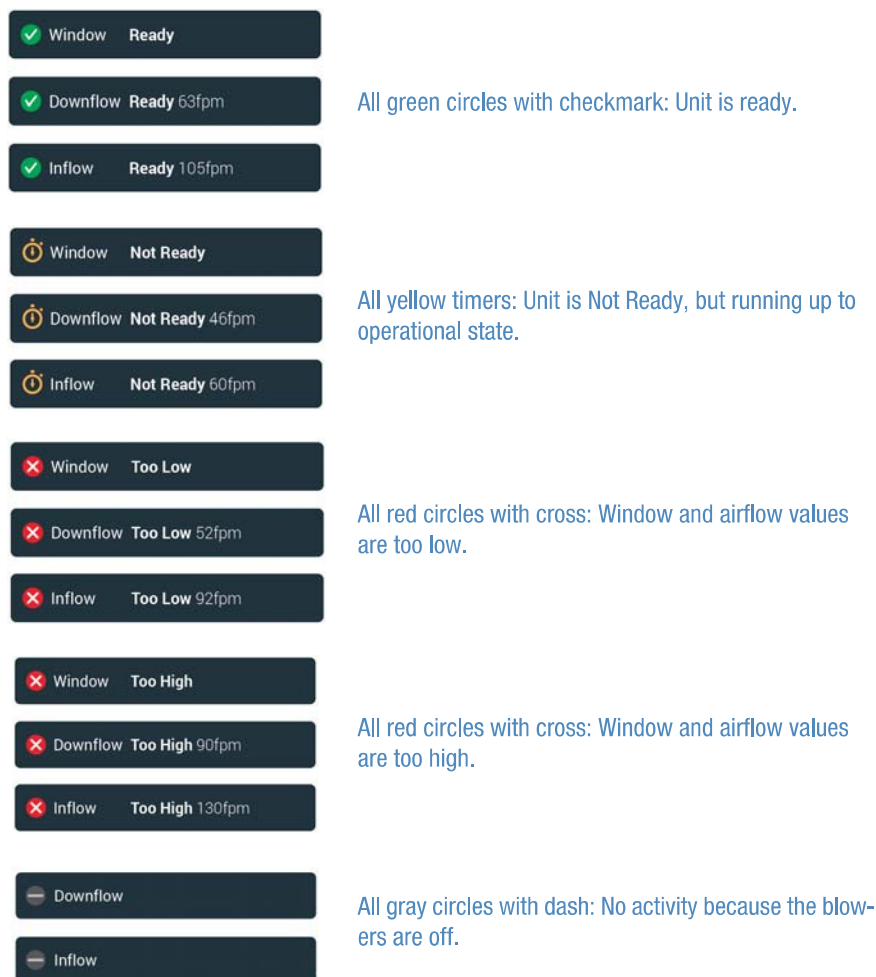 Window Ready
Downflow Ready 63fpm
Inflow Ready 105fpm
All green circles with checkmark: Unit is ready.
Window Not Ready
Downflow Not Ready 46fpm
Inflow Not Ready 60fpm
All yellow timers: Unit is Not Ready, but running up to
operational state.
Window Too Low
Downflow Too Low 52fpm
Inflow Too Low 92fpm
All red circles with cross: Window and airflow values
are too low.
Window Too High
Downflow Too High 90fpm
Inflow Too High 130fpm
All red circles with cross: Window and airflow values
are too high.
Downflow
Inflow
All gray circles with dash: No activity because the blow-
ers are off.